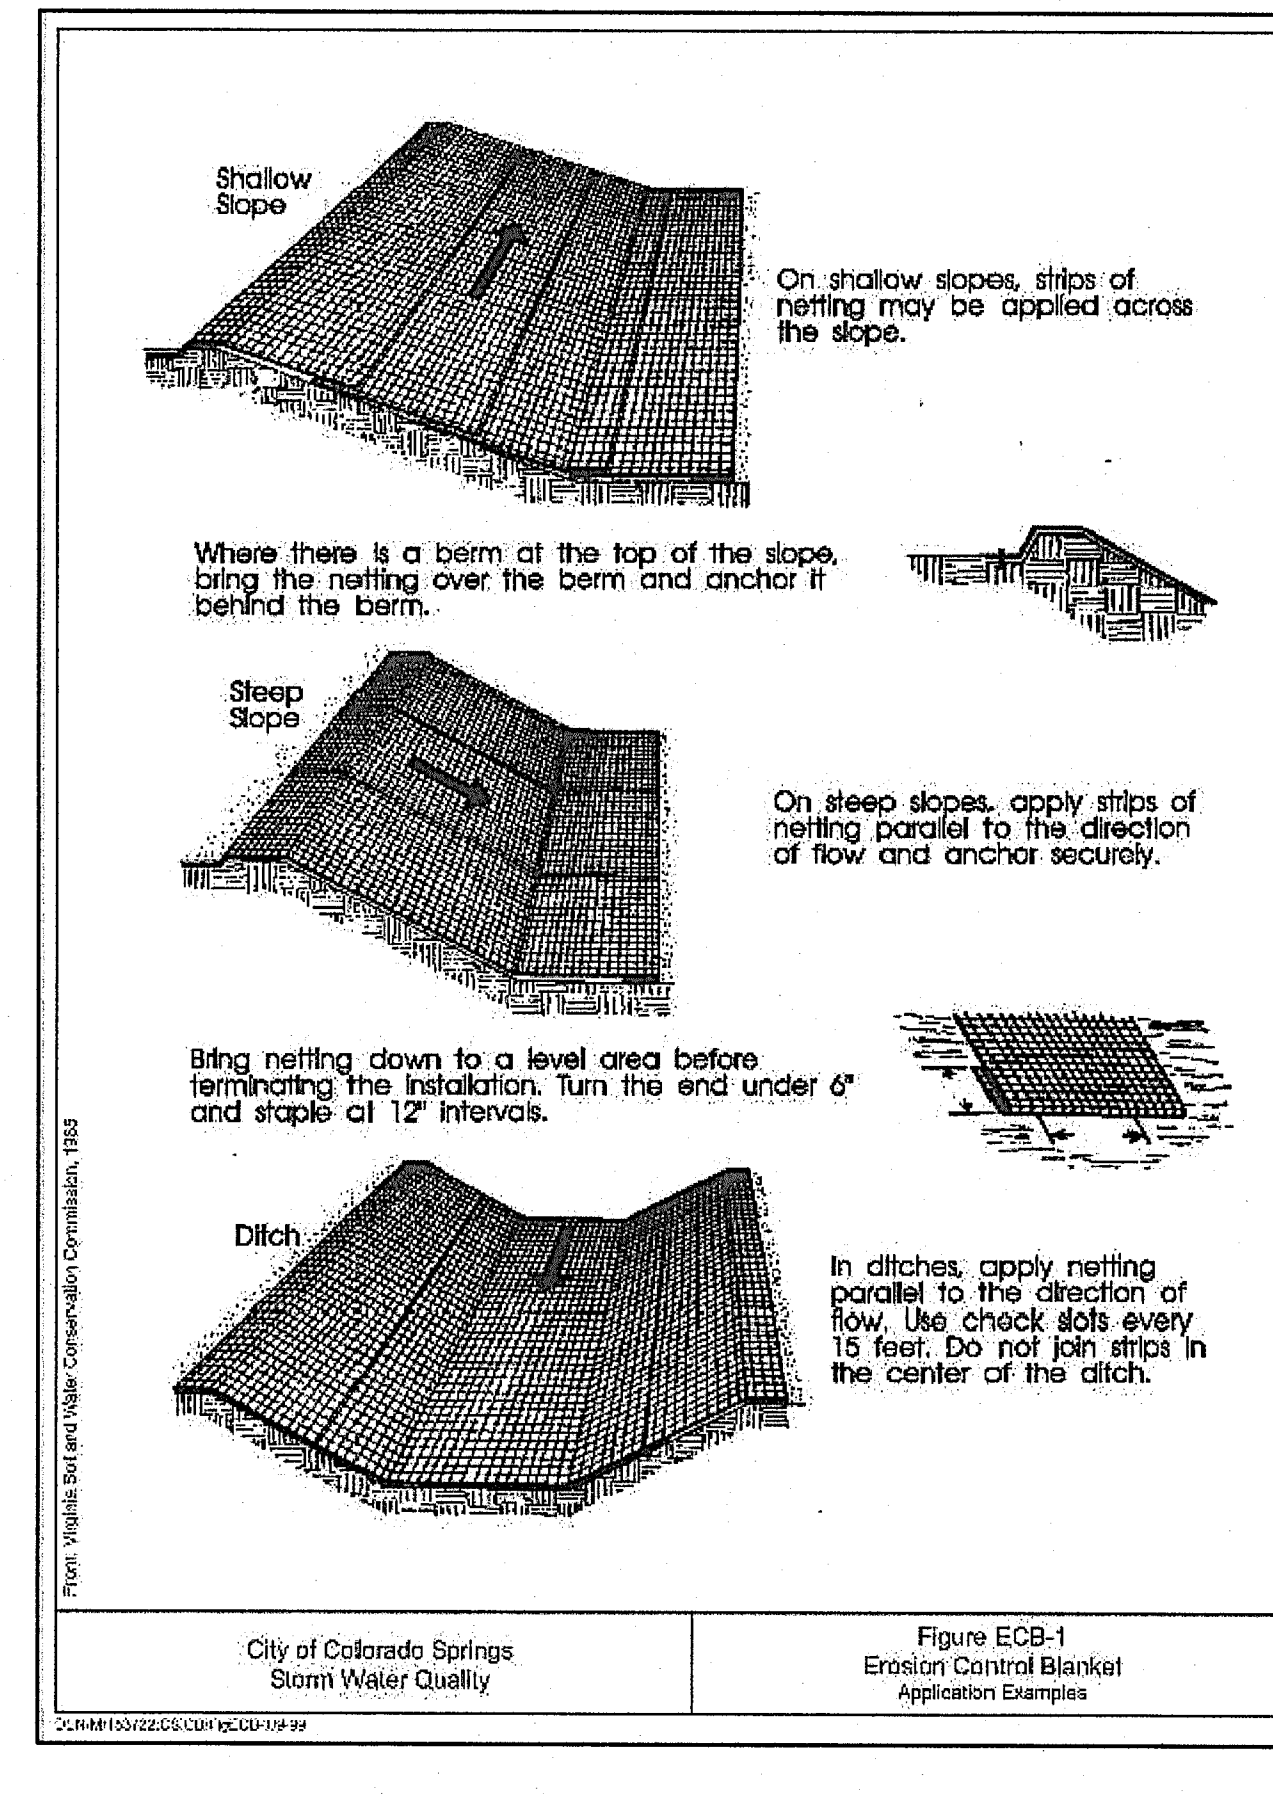 Shallow
Slope
On shallow slopes, strips of
netting may be applied across
the slope.
Where there is a berm at the top of the slope,
bring the netting over the berm and anchor it
behind the berm.
Steep
Slope
On steep slopes, apply strips of
netting parallel to the direction
of flow and anchor securely.
Bring netting down to a level area before
terminating the installation. Turn the end under 6"
and staple at 12" intervals.
Ditch
In ditches, apply netting
parallel to the direction of
flow. Use check slots every
15 feet. Do not join strips in
the center of the ditch.
From: Virginia Soil and Water Conservation Commission, 1985
City of Colorado Springs
Storm Water Quality
Figure ECB-1
Erosion Control Blanket
Application Examples